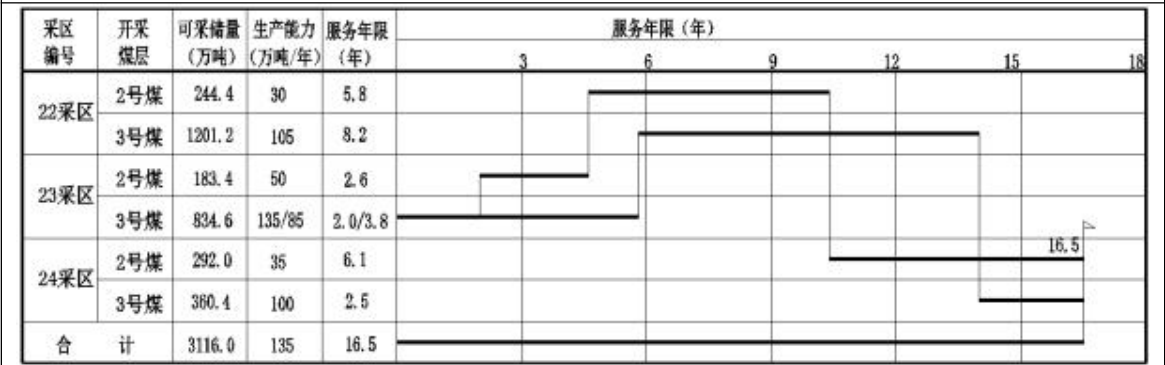 采区 开采 可采储量 生产能力 服务年限 服务年限（年）
编号 煤层 （万吨） （万吨/年） （年） 3 6 9 12 15 18
22采区 2号煤 244.4 30 5.8
3号煤 1201.2 105 8.2
23采区 2号煤 183.4 50 2.6
3号煤 834.6 135/85 2.0/3.8
24采区 2号煤 292.0 35 6.1 16.5
3号煤 360.4 100 2.5
合 计 3116.0 135 16.5